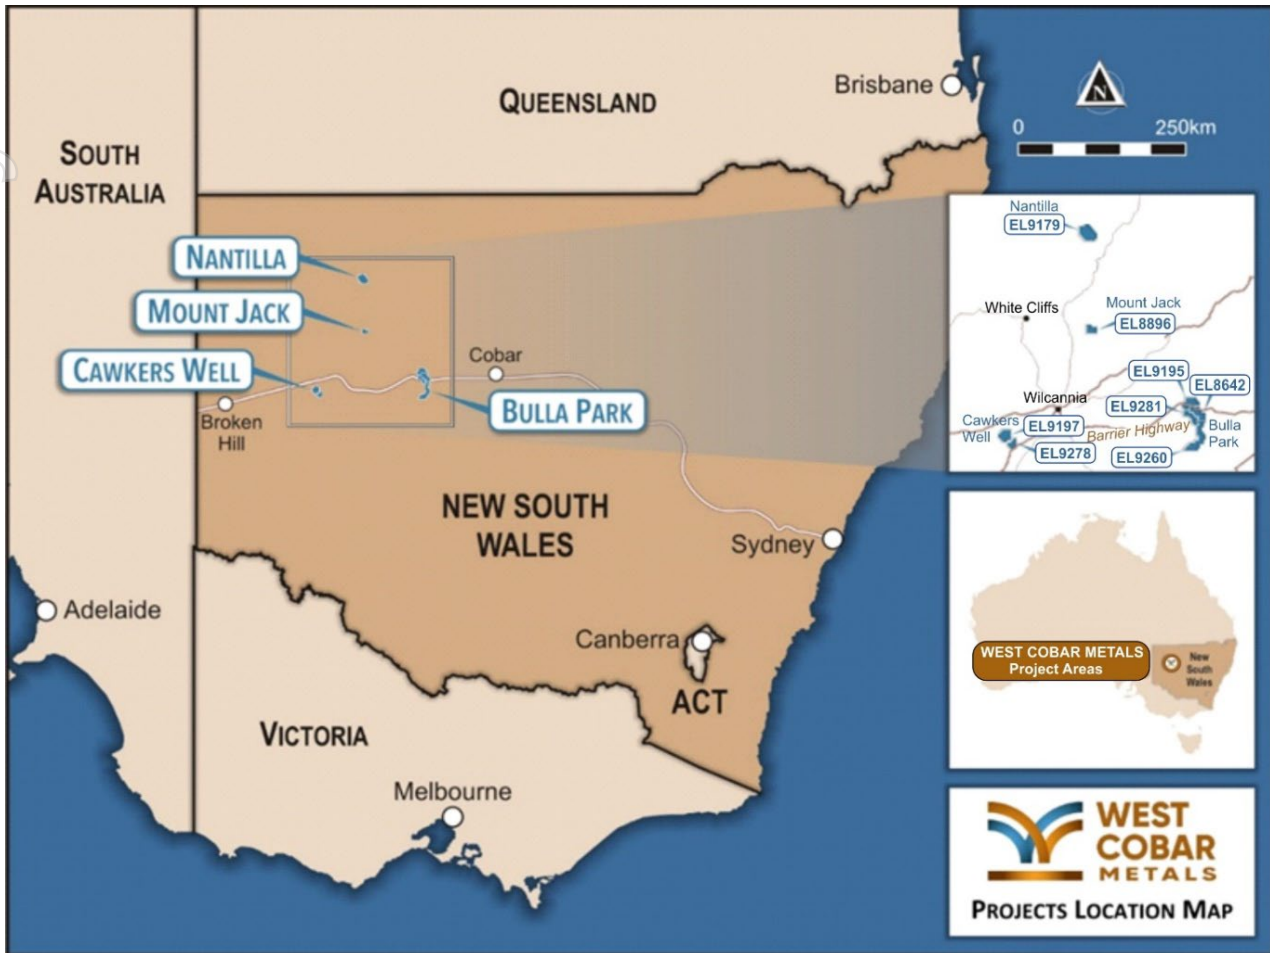 QUEENSLAND
Brisbane
N
0 250km
SOUTH
AUSTRALIA
NANTILLA
MOUNT JACK
CAWKERS WELL
Cobar
BULLA PARK
Broken
Hill
NEW SOUTH
WALES
Sydney
Adelaide
Canberra
ACT
VICTORIA
Melbourne
Nantilla
EL9179
White Cliffs
Mount Jack
EL8896
EL9195
EL8642
Wilcannia
EL9281
Cawkers
Well
EL9197
Barrier Highway
Bulla
Park
EL9278
EL9260
WEST COBAR METALS
Project Areas
New
South
Wales
WEST
COBAR
METALS
PROJECTS LOCATION MAP